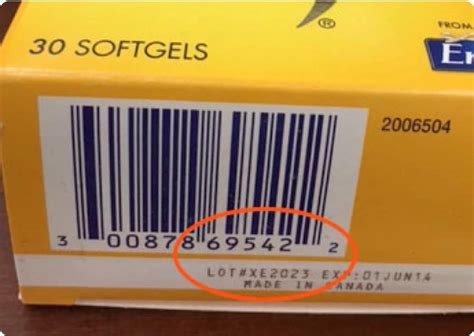 FROM
30 SOFTGELS
®
2006504
3 00878 69542 2
LOT#XE2023 EXP:01JUN14
MADE IN CANADA